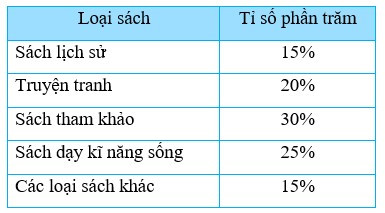 Loại sách Tỉ số phần trăm
Sách lịch sử 15%
Truyện tranh 20%
Sách tham khảo 30%
Sách dạy kĩ năng sống 25%
Các loại sách khác 15%